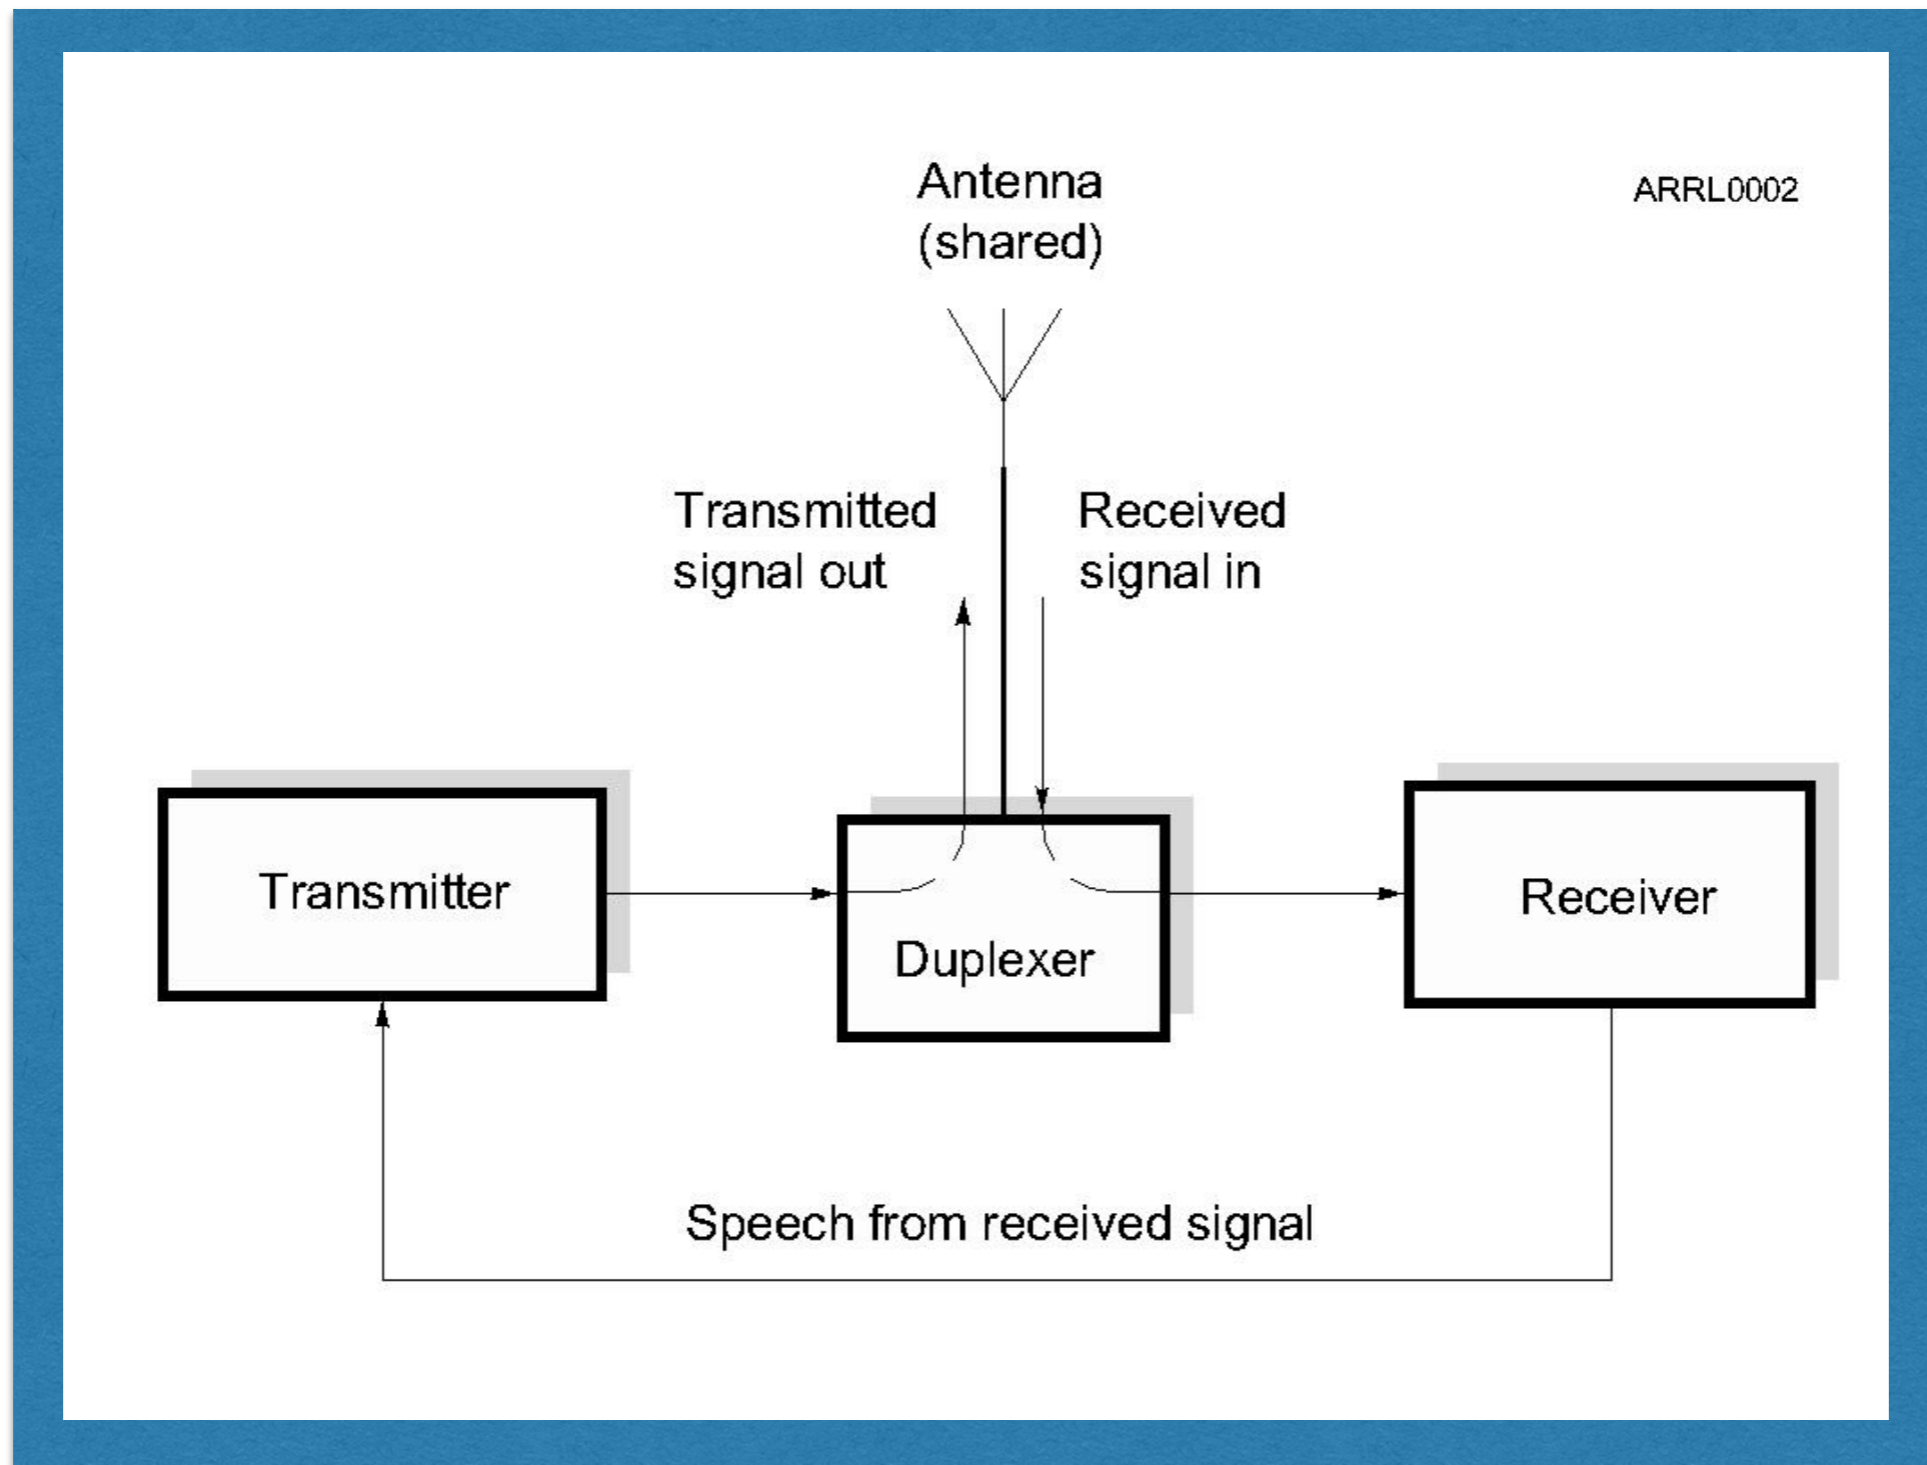 Antenna
(shared)
ARRL0002
Transmitted
signal out
Received
signal in
Transmitter
Duplexer
Receiver
Speech from received signal